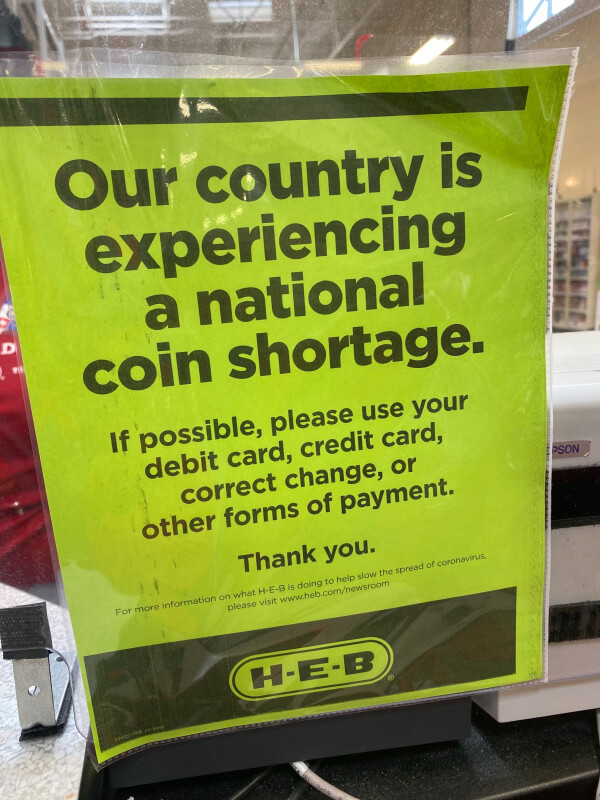 Our country is
experiencing
a national
coin shortage.
If possible, please use your
debit card, credit card,
correct change, or
other forms of payment.
Thank you.
For more information on what H-E-B is doing to help slow the spread of coronavirus,
please visit www.heb.com/newsroom
H-E-B